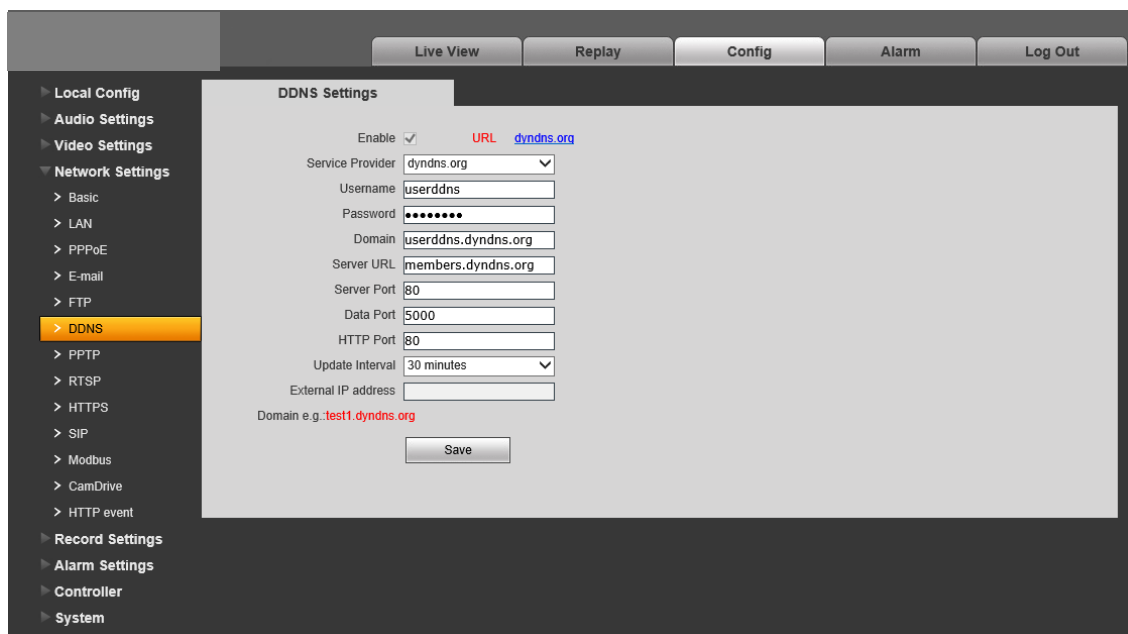 Live View Replay Config Alarm Log Out
Local Config
Audio Settings
Video Settings
Network Settings
> Basic
> LAN
> PPPoE
> E-mail
> FTP
> DDNS
> PPTP
> RTSP
> HTTPS
> SIP
> Modbus
> CamDrive
> HTTP event
Record Settings
Alarm Settings
Controller
System
DDNS Settings
Enable URL dyndns.org
Service Provider dyndns.org
Username userddns
Password ••••••••
Domain userddns.dyndns.org
Server URL members.dyndns.org
Server Port 80
Data Port 5000
HTTP Port 80
Update Interval 30 minutes
External IP address
Domain e.g.:test1.dyndns.org
Save